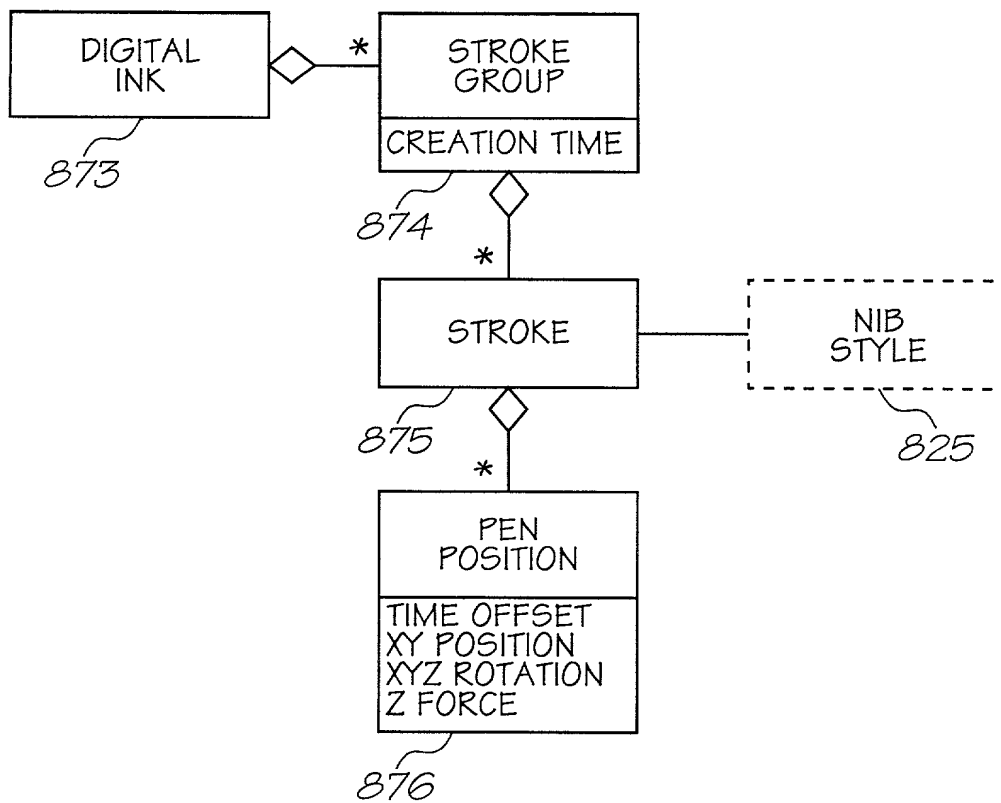 DIGITAL
INK
*
STROKE
GROUP
CREATION TIME
873
874
*
STROKE
NIB
STYLE
875
825
*
PEN
POSITION
TIME OFFSET
XY POSITION
XYZ ROTATION
Z FORCE
876